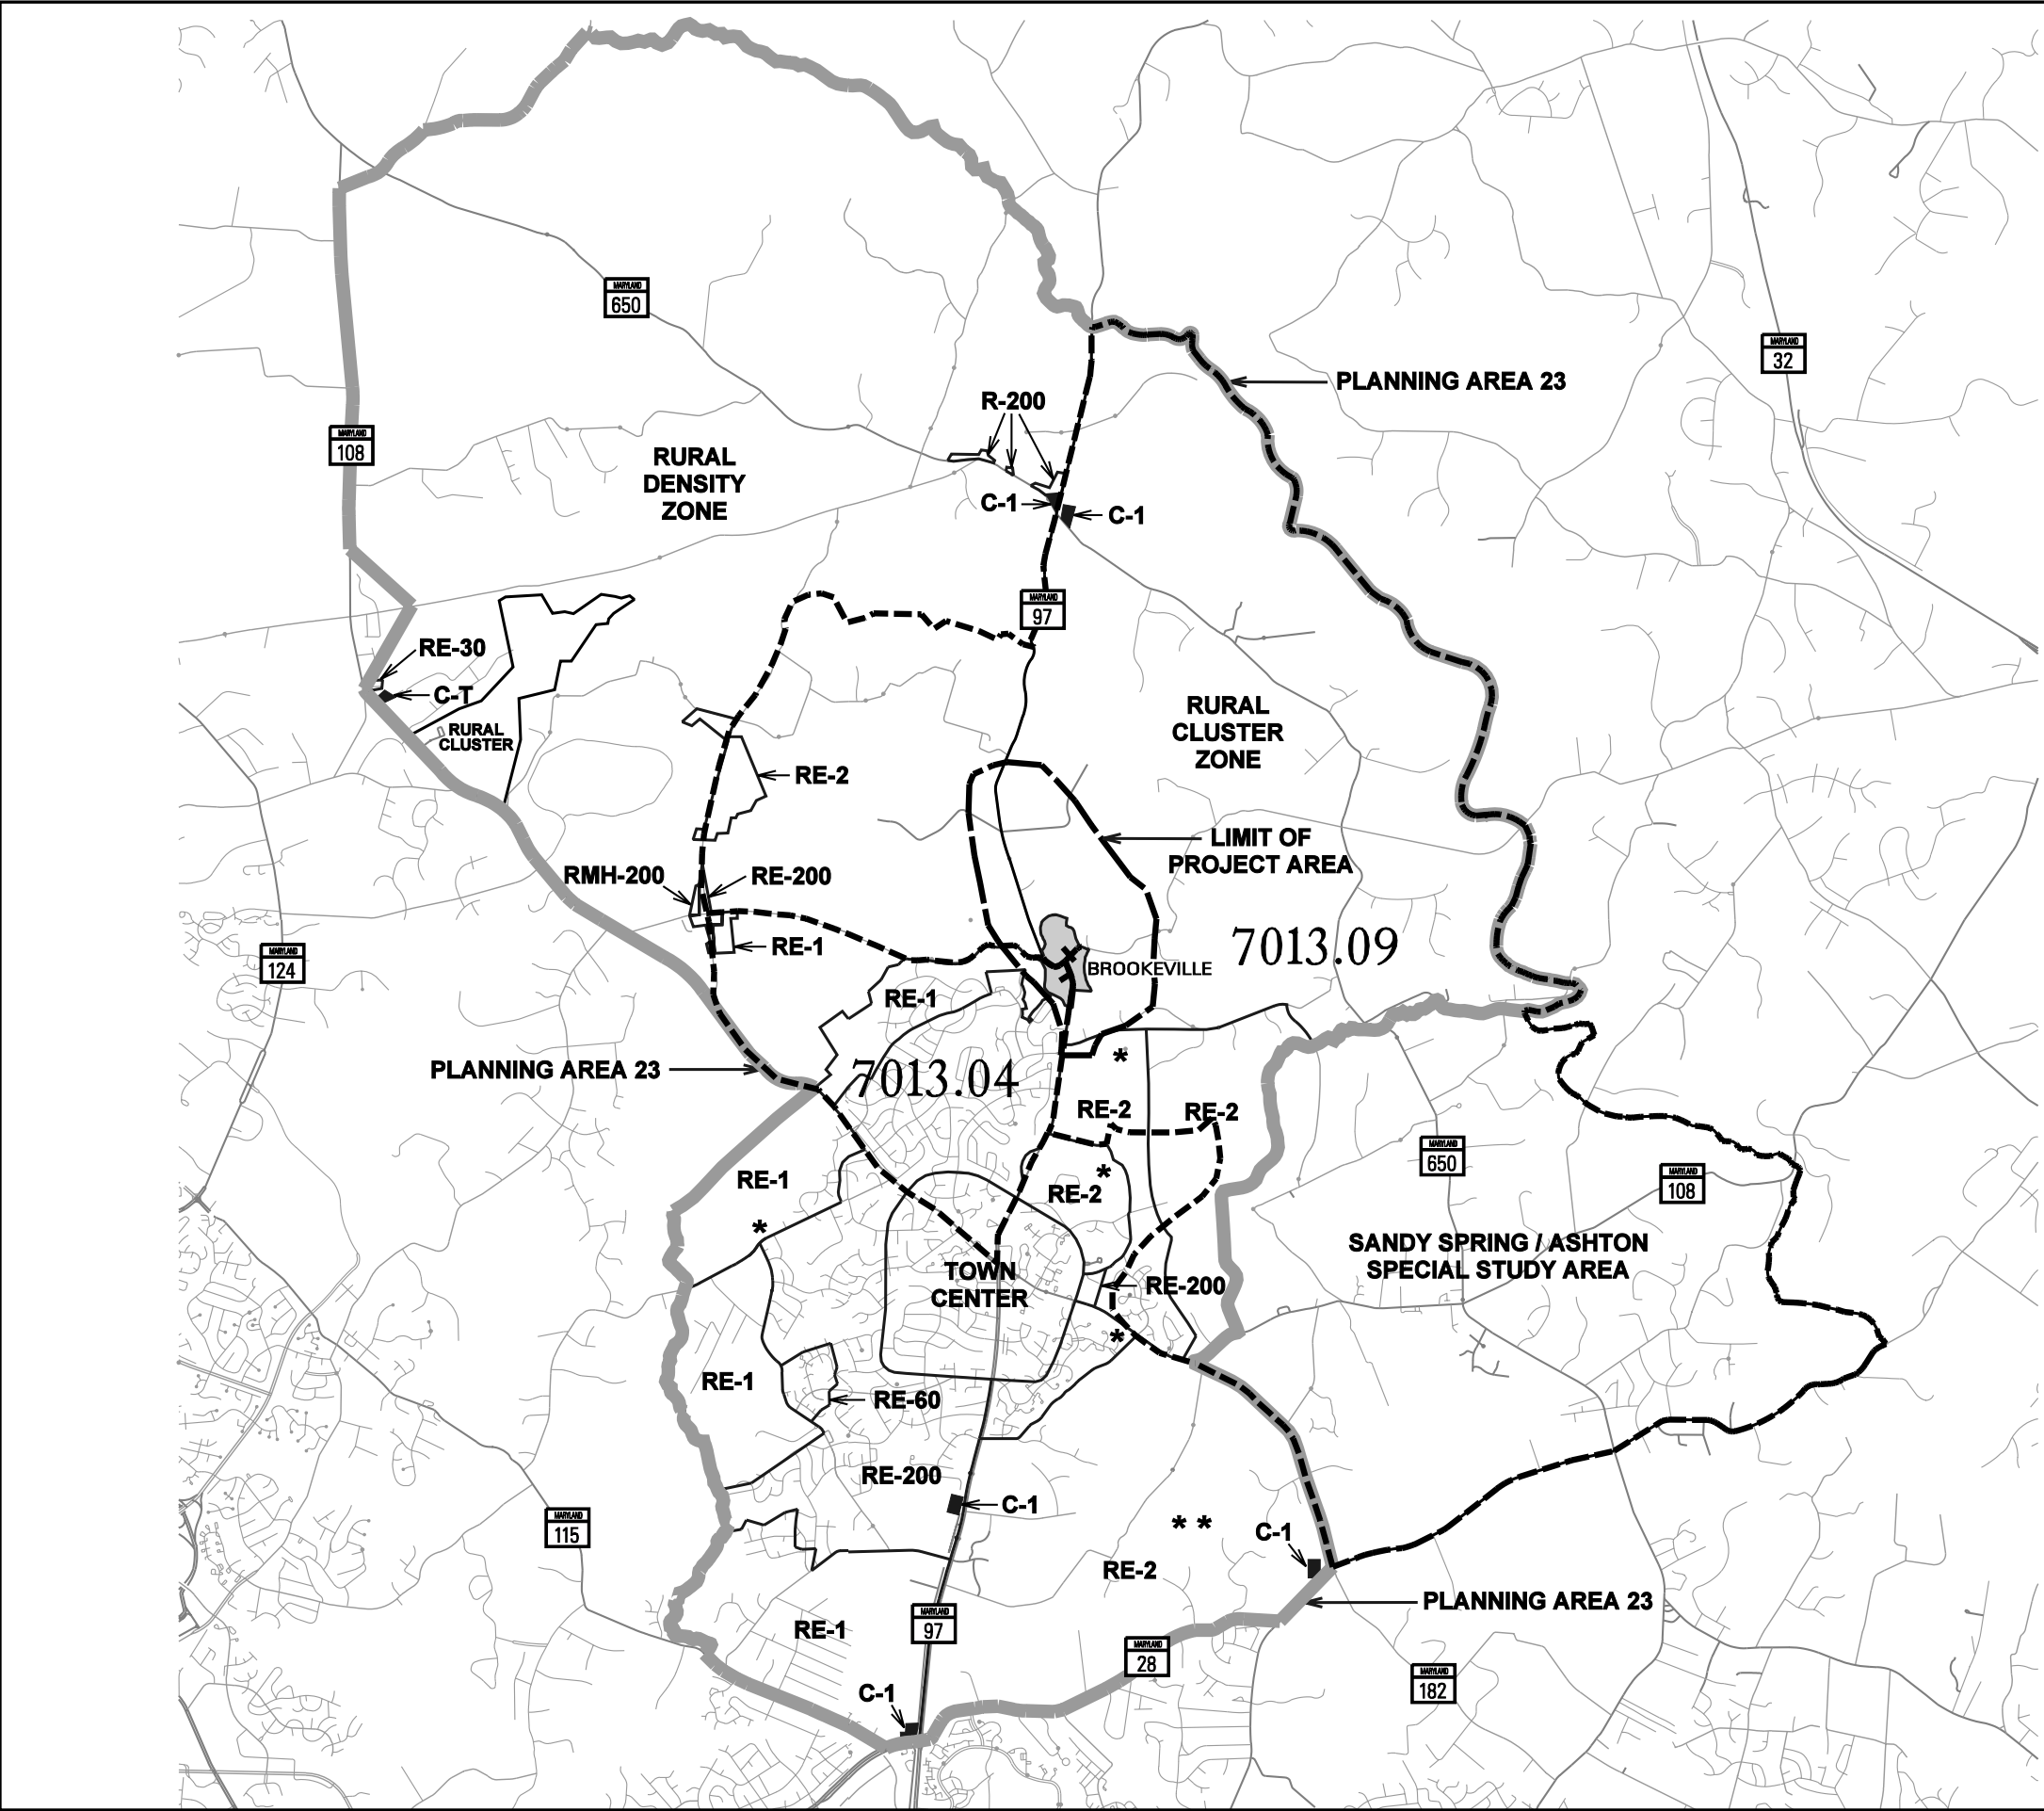 MARYLAND
650
PLANNING AREA 23
MARYLAND
32
R-200
MARYLAND
108
RURAL
DENSITY
ZONE
C-1
C-1
MARYLAND
97
RE-30
C-T
RURAL
CLUSTER
RURAL
CLUSTER
ZONE
RE-2
LIMIT OF
PROJECT AREA
RMH-200
RE-200
RE-1
7013.09
MARYLAND
124
BROOKEVILLE
RE-1
*
PLANNING AREA 23
7013.04
RE-2
RE-2
MARYLAND
650
*
RE-1
RE-2
MARYLAND
108
*
SANDY SPRING / ASHTON
SPECIAL STUDY AREA
TOWN
CENTER
RE-200
*
RE-1
RE-60
RE-200
C-1
MARYLAND
115
* *
C-1
RE-2
PLANNING AREA 23
RE-1
MARYLAND
97
MARYLAND
28
MARYLAND
182
C-1